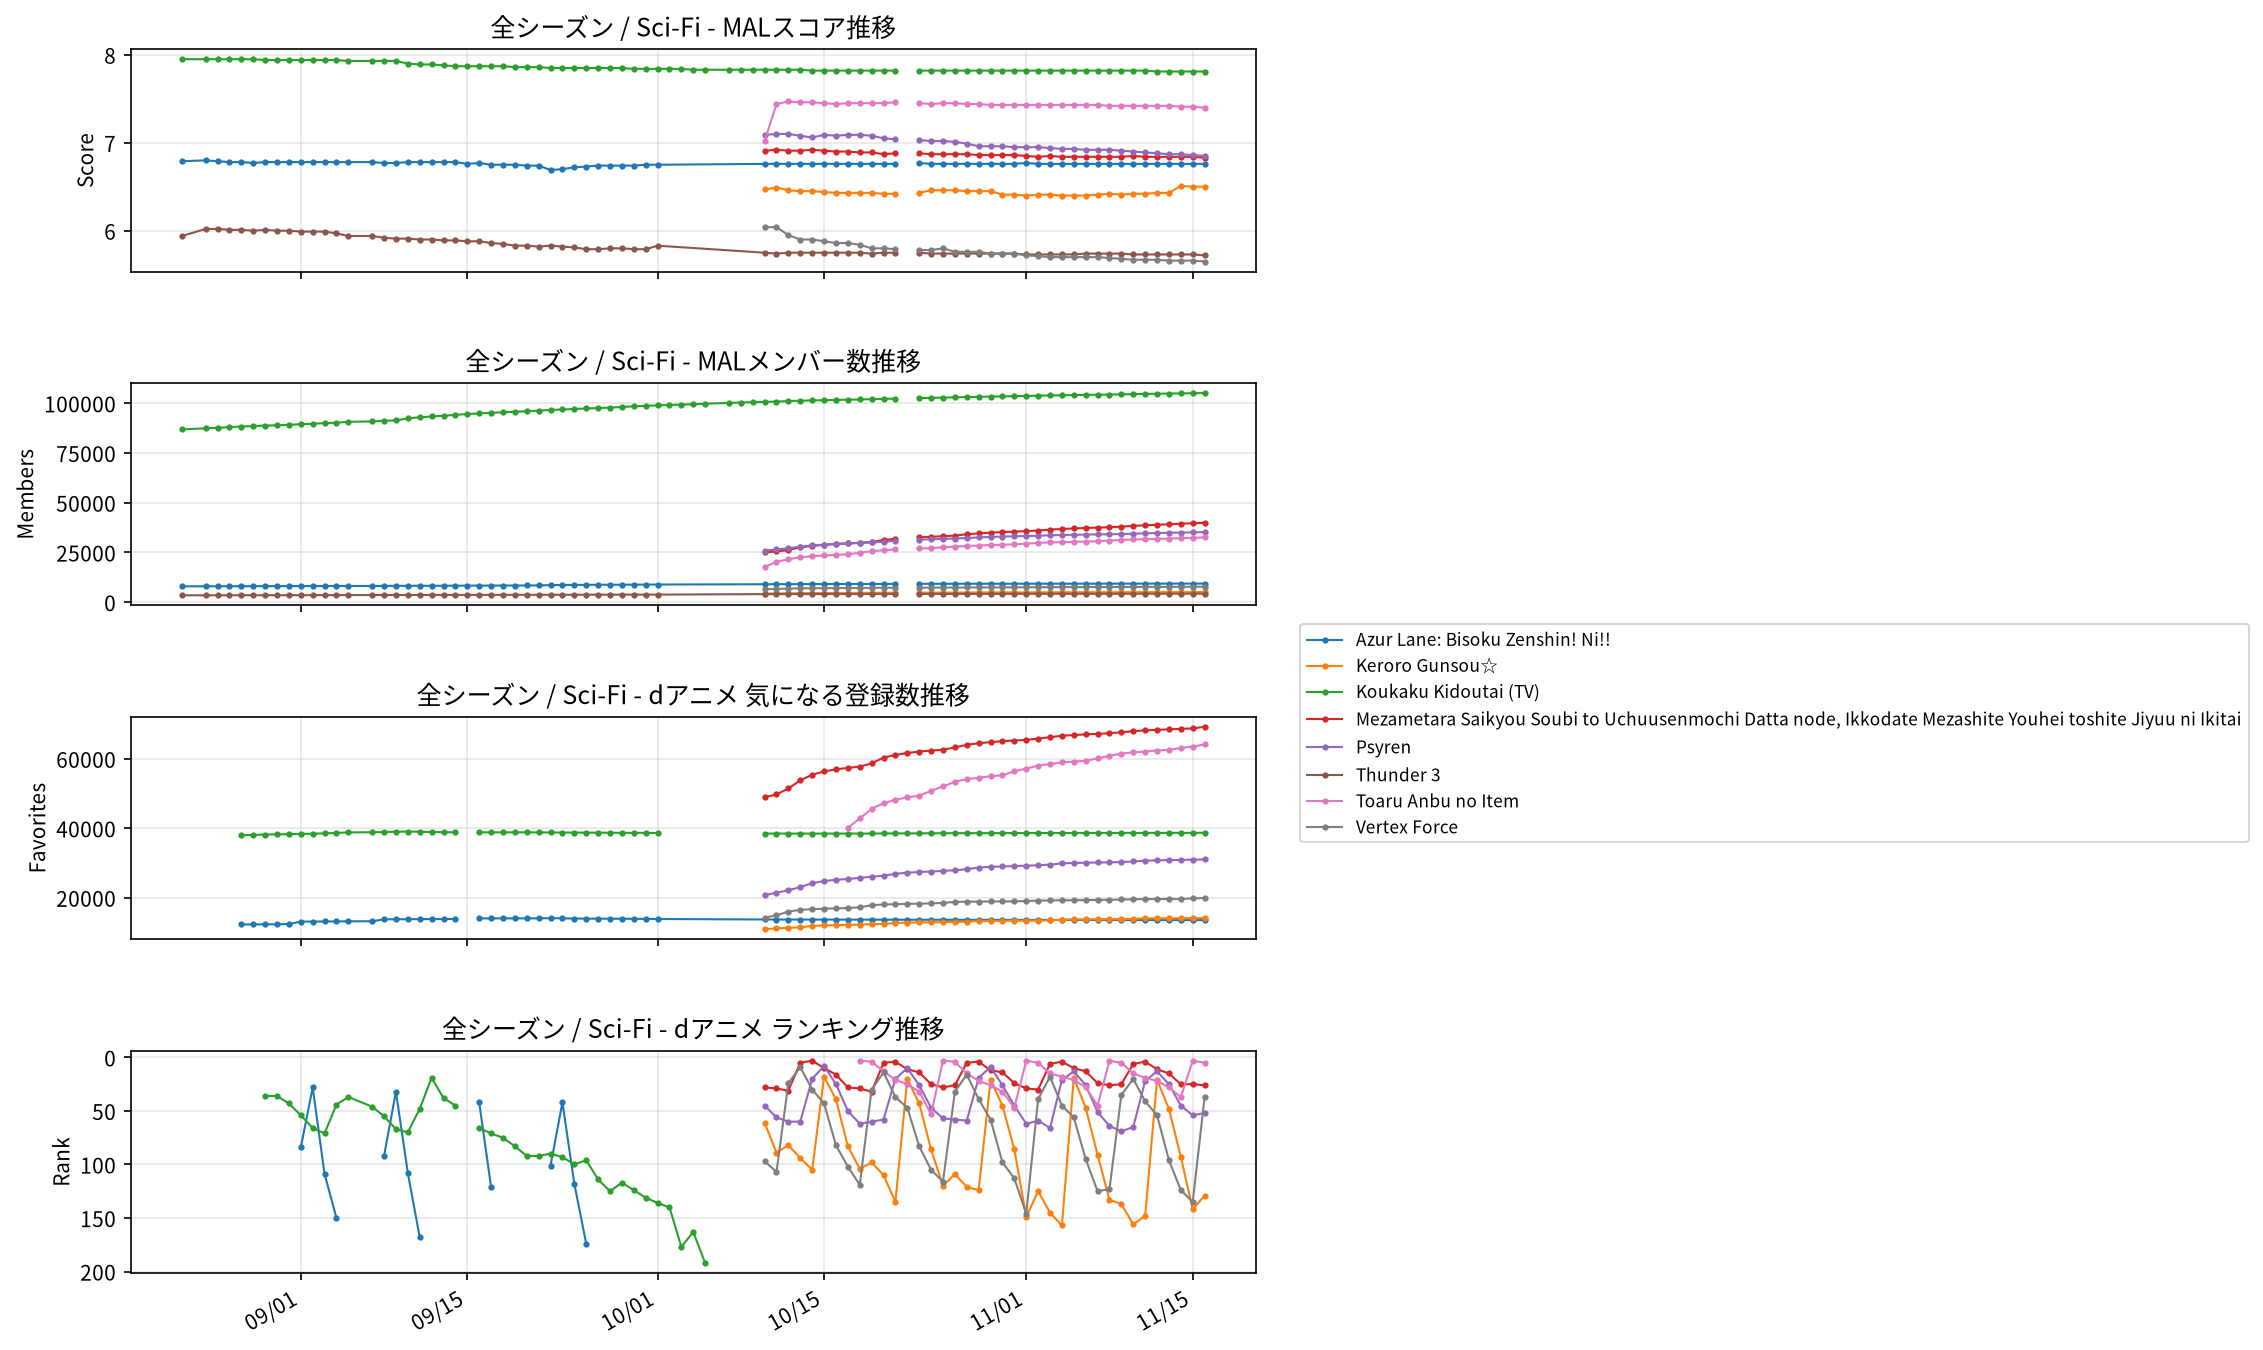 全シーズン / Sci-Fi - MALスコア推移
8
7
6
Score
全シーズン / Sci-Fi - MALメンバー数推移
100000
75000
50000
25000
0
Members
全シーズン / Sci-Fi - dアニメ 気になる登録数推移
60000
40000
20000
Favorites
全シーズン / Sci-Fi - dアニメ ランキング推移
0
50
100
150
200
Rank
09/01
09/15
10/01
10/15
11/01
11/15
Azur Lane: Bisoku Zenshin! Ni!!
Keroro Gunsou☆
Koukaku Kidoutai (TV)
Mezametara Saikyou Soubi to Uchuusenmochi Datta node, Ikkodate Mezashite Youhei toshite Jiyuu ni Ikitai
Psyren
Thunder 3
Toaru Anbu no Item
Vertex Force